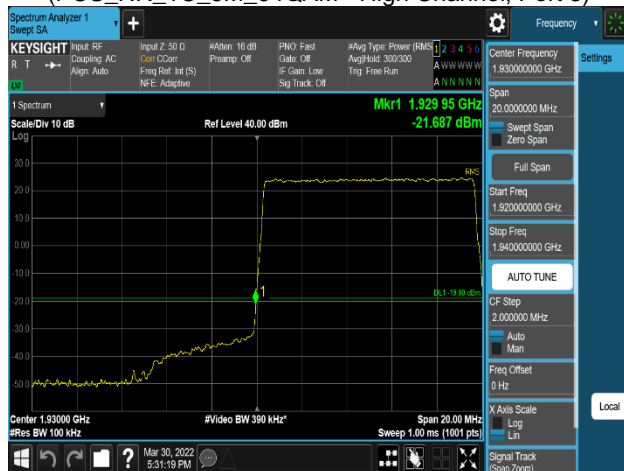 Spectrum Analyzer 1
Swept SA
+
Frequency
KEYSIGHT
R T
LW
Input: RF
Coupling: AC
Align: Auto
Input Z: 50 Ω
Corr CCorr
Freq Ref: Int (S)
NFE: Adaptive
#Atten: 16 dB
Preamp: Off
PNO: Fast
Gate: Off
IF Gain: Low
Sig Track: Off
#Avg Type: Power (RMS)
Avg|Hold: 300/300
Trig: Free Run
1 2 3 4 5 6
A W W W W W
A N N N N N
1 Spectrum
Scale/Div 10 dB
Ref Level 40.00 dBm
Mkr1 1.929 95 GHz
-21.687 dBm
Log
30.0
20.0
10.0
0.00
-10.0
-20.0
-30.0
-40.0
-50.0
RMS
1
DL1 -19.00 dBm
Center 1.93000 GHz
#Res BW 100 kHz
#Video BW 390 kHz*
Span 20.00 MHz
Sweep 1.00 ms (1001 pts)
?
Mar 30, 2022
5:31:19 PM
Center Frequency
1.930000000 GHz
Settings
Span
20.0000000 MHz
Swept Span
Zero Span
Full Span
Start Freq
1.920000000 GHz
Stop Freq
1.940000000 GHz
AUTO TUNE
CF Step
2.000000 MHz
Auto
Man
Freq Offset
0 Hz
X Axis Scale
Log
Lin
Local
Signal Track
(Span Zoom)